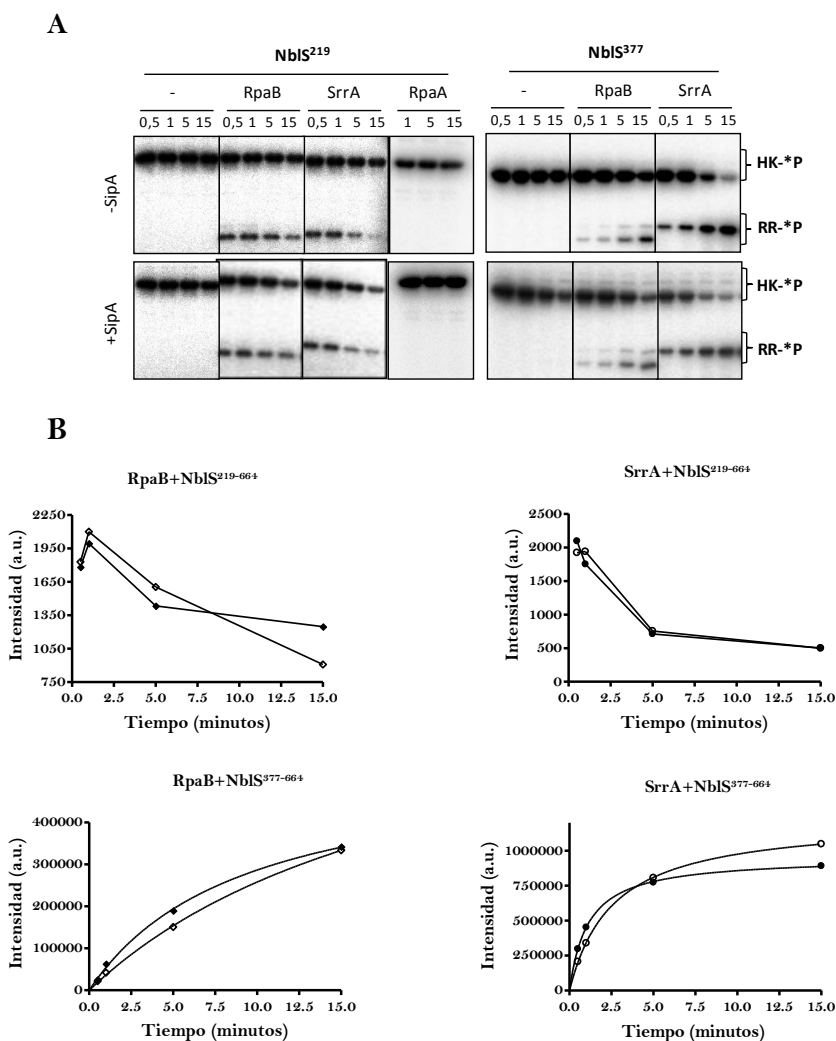 A
NblS²¹⁹
NblS³⁷⁷
- RpaB SrrA RpaA - RpaB SrrA
0,5 1 5 15 0,5 1 5 15 0,5 1 5 15 1 5 15 0,5 1 5 15 0,5 1 5 15 0,5 1 5 15
-SipA
HK-*P
RR-*P
+SipA
HK-*P
RR-*P
B
RpaB+NblS²¹⁹⁻⁶⁶⁴
Intensidad (a.u.)
2250
1950
1650
1350
1050
750
0.0 2.5 5.0 7.5 10.0 12.5 15.0
Tiempo (minutos)
SrrA+NblS²¹⁹⁻⁶⁶⁴
Intensidad (a.u.)
2500
2000
1500
1000
500
0
0.0 2.5 5.0 7.5 10.0 12.5 15.0
Tiempo (minutos)
RpaB+NblS³⁷⁷⁻⁶⁶⁴
Intensidad (a.u.)
400000
300000
200000
100000
0
0.0 2.5 5.0 7.5 10.0 12.5 15.0
Tiempo (minutos)
SrrA+NblS³⁷⁷⁻⁶⁶⁴
Intensidad (a.u.)
1000000
750000
500000
250000
0
0.0 2.5 5.0 7.5 10.0 12.5 15.0
Tiempo (minutos)